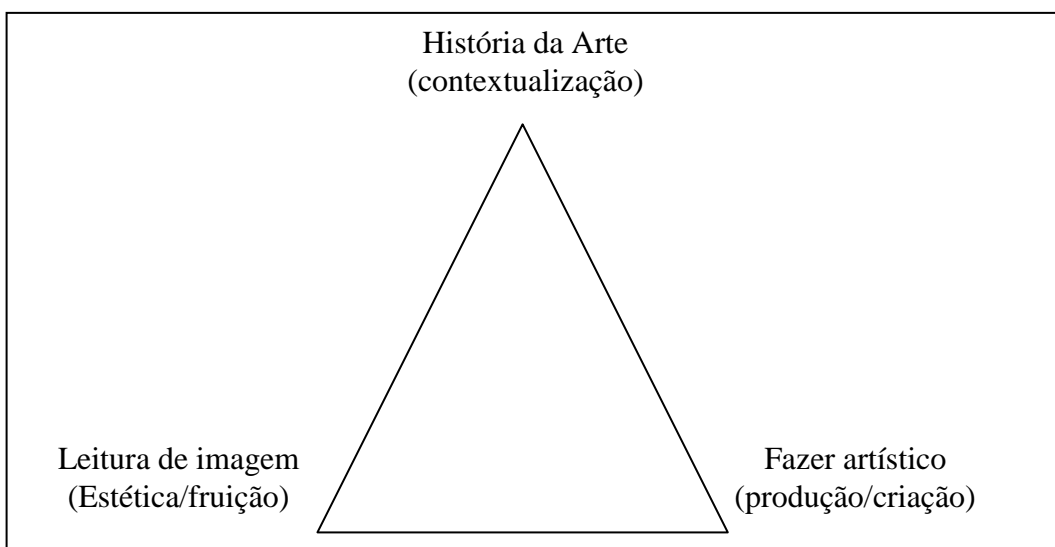 História da Arte
(contextualização)
Leitura de imagem
(Estética/fruição)
Fazer artístico
(produção/criação)